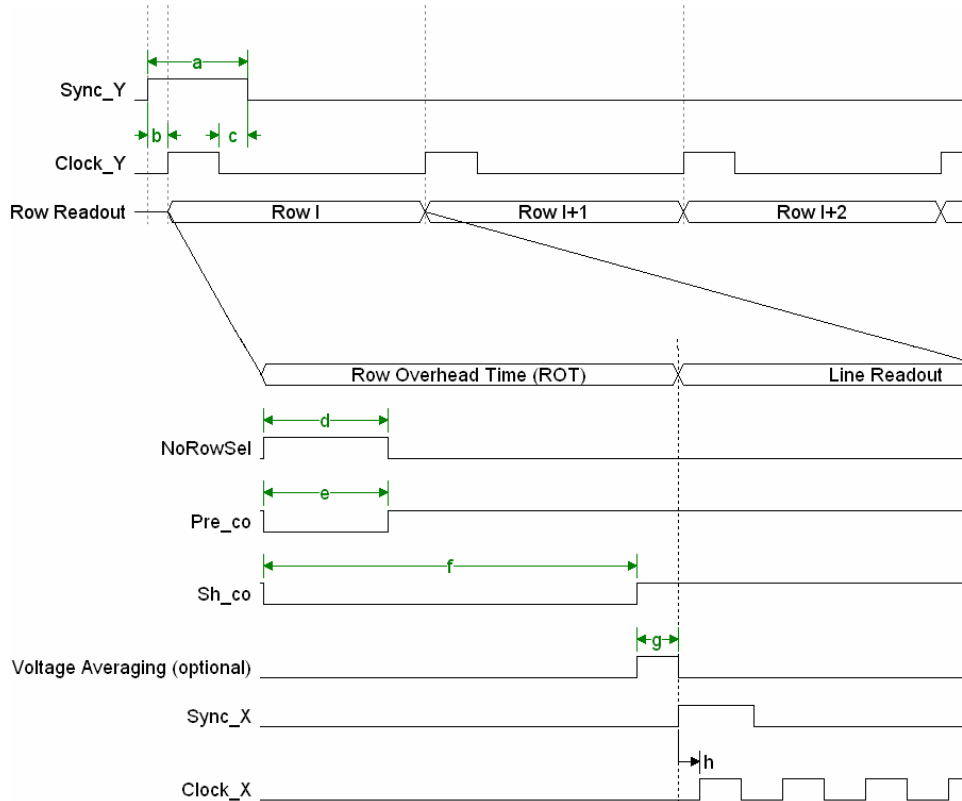 a
Sync_Y
b
c
Clock_Y
Row Readout
Row I
Row I+1
Row I+2
Row Overhead Time (ROT)
Line Readout
d
NoRowSel
e
Pre_co
f
Sh_co
g
Voltage Averaging (optional)
Sync_X
h
Clock_X